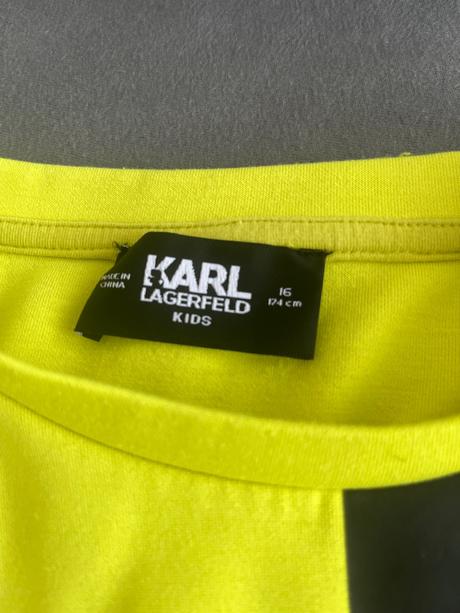 MADE IN
CHINA
KARL
LAGERFELD
KIDS
16
174 cm